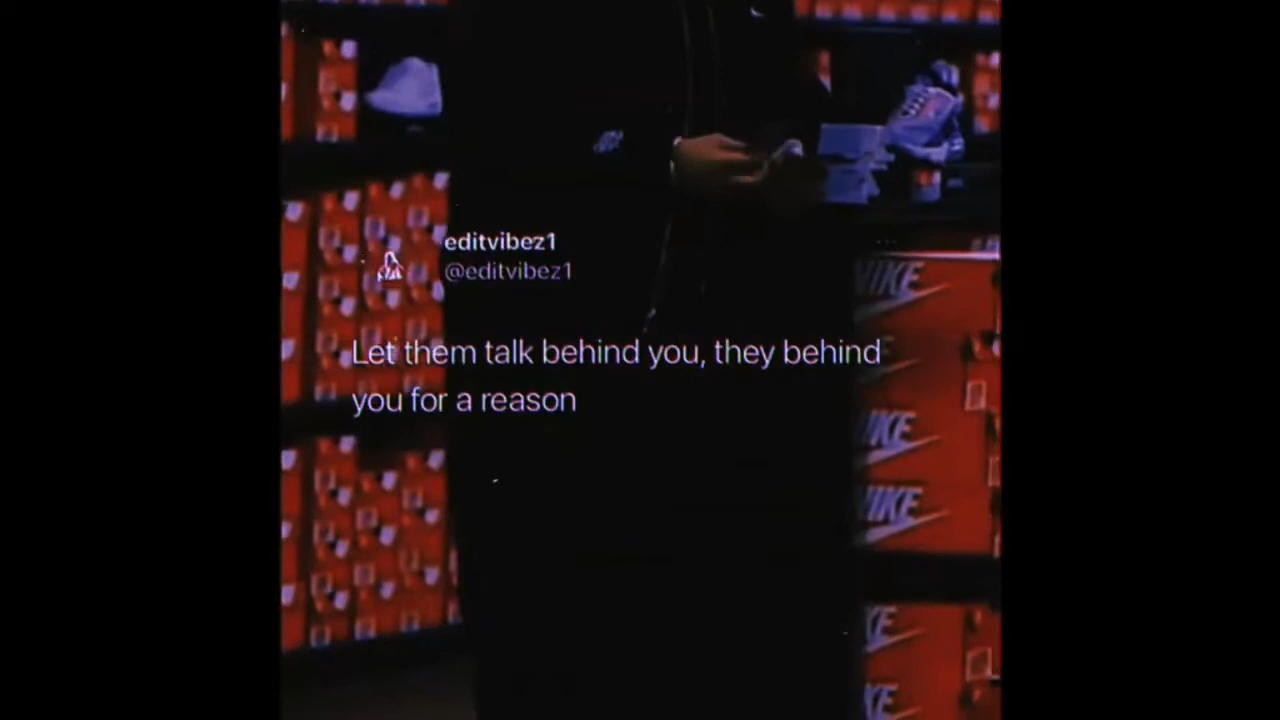 editvibez1
@editvibez1
Let them talk behind you, they behind
you for a reason
NIKE
NIKE
NIKE